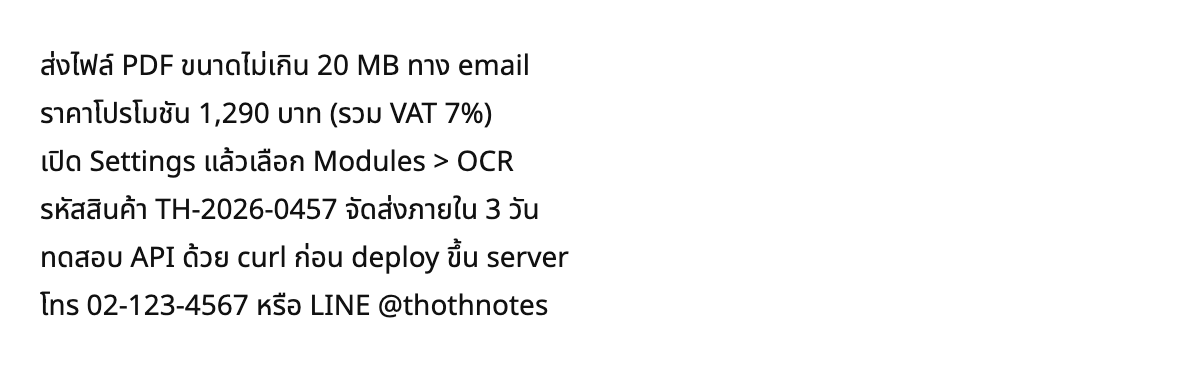 ส่งไฟล์ PDF ขนาดไม่เกิน 20 MB ทาง email
ราคาโปรโมชัน 1,290 บาท (รวม VAT 7%)
เปิด Settings แล้วเลือก Modules > OCR
รหัสสินค้า TH-2026-0457 จัดส่งภายใน 3 วัน
ทดสอบ API ด้วย curl ก่อน deploy ขึ้น server
โทร 02-123-4567 หรือ LINE @thothnotes